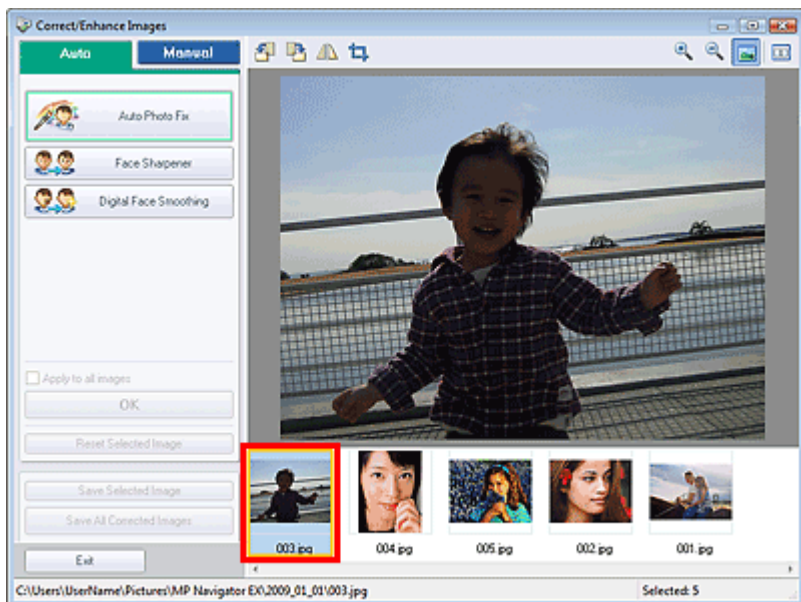 Correct/Enhance Images
Auto
Manual
Auto Photo Fix
Face Sharpener
Digital Face Smoothing
Apply to all images
OK
Reset Selected Image
Save Selected Image
Save All Corrected Images
Exit
003.jpg
004.jpg
005.jpg
002.jpg
001.jpg
C:\Users\UserName\Pictures\MP Navigator EX\2009_01_01\003.jpg
Selected: 5